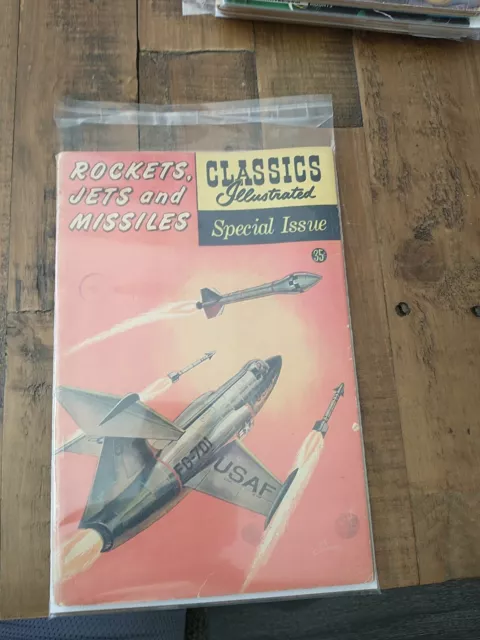 ROCKETS,
JETS and
MISSILES
CLASSICS
Illustrated
Special Issue
35¢
FG-701
USAF